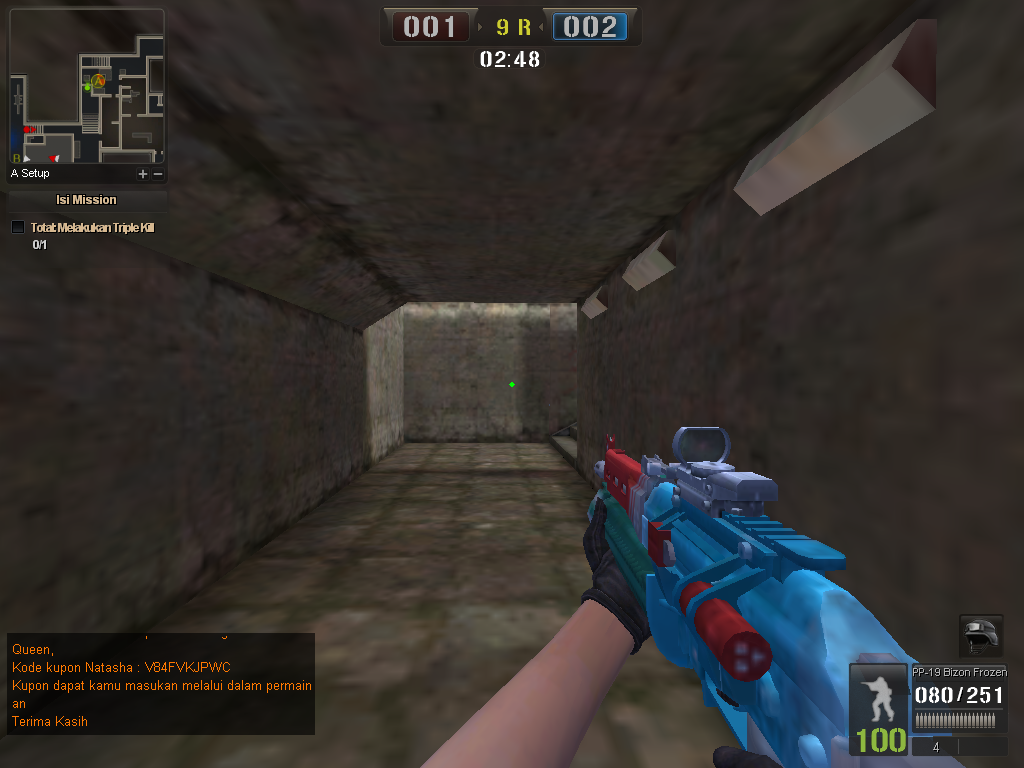 001 9 R 002
02:48
A
B
A Setup
Isi Mission
Total: Melakukan Triple Kill
0/1
Queen,
Kode kupon Natasha : V84FVKJPWC
Kupon dapat kamu masukan melalui dalam permain
an
Terima Kasih
PP-19 Bizon Frozen
080/251
100
4